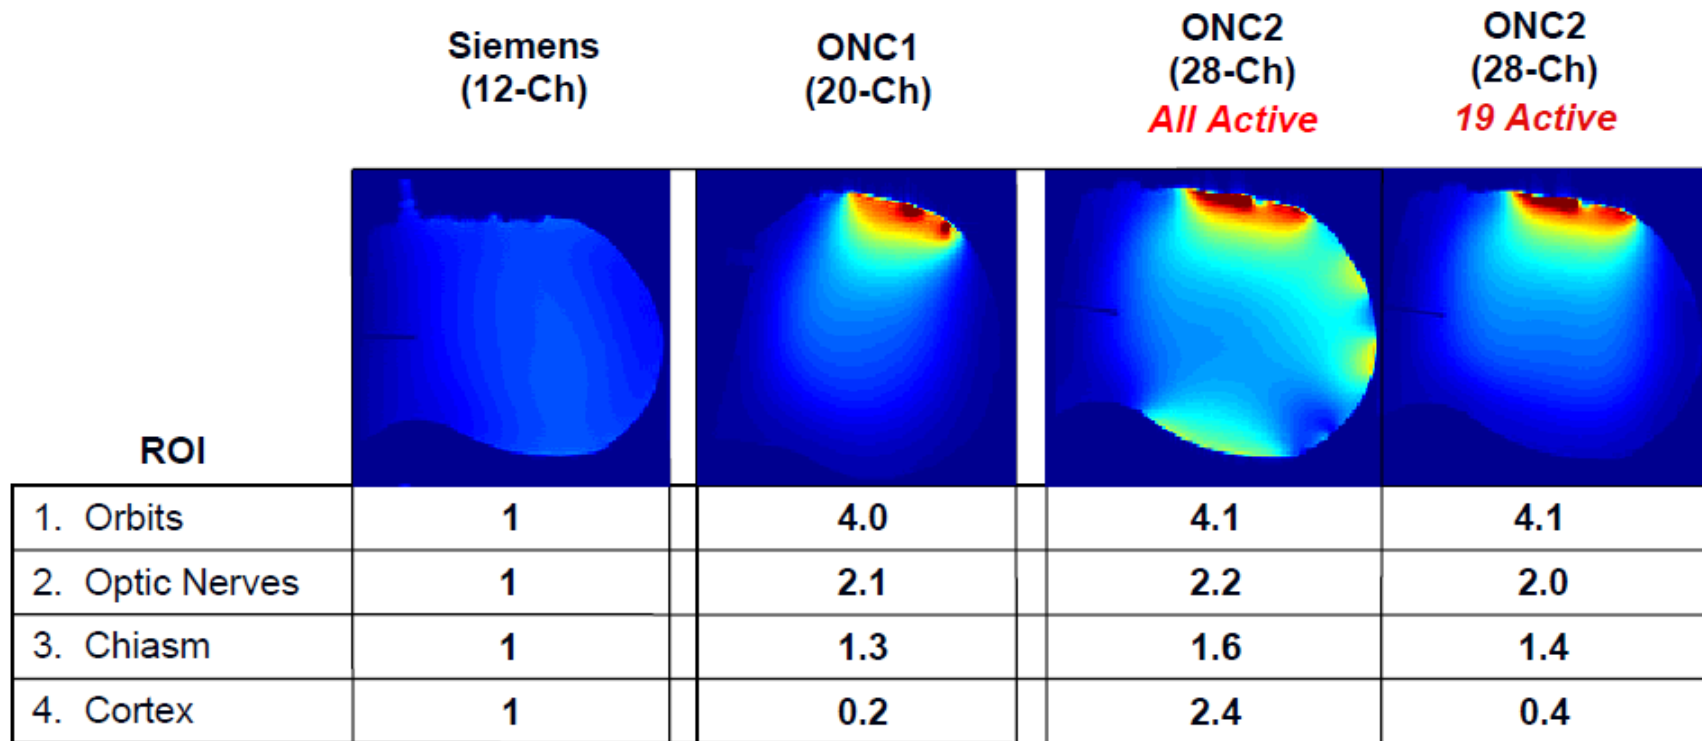 Siemens
(12-Ch)
ONC1
(20-Ch)
ONC2
(28-Ch)
All Active
ONC2
(28-Ch)
19 Active
ROI
1. Orbits 1 4.0 4.1 4.1
2. Optic Nerves 1 2.1 2.2 2.0
3. Chiasm 1 1.3 1.6 1.4
4. Cortex 1 0.2 2.4 0.4